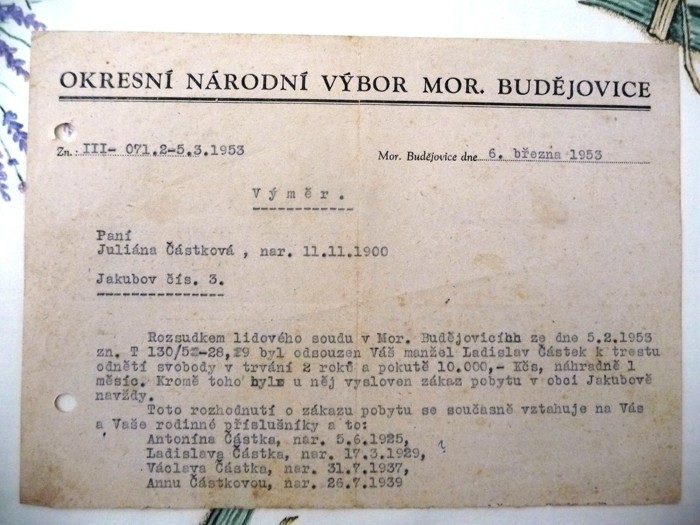 OKRESNÍ NÁRODNÍ VÝBOR MOR. BUDĚJOVICE
Zn.: III- 071.2-5.3.1953
Mor. Budějovice dne 6. března 1953
Výměr.
Paní
Juliána Částková , nar. 11.11.1900
Jakubov čís. 3.
Rozsudkem lidového soudu v Mor. Budějovicíhh ze dne 5.2.1953
zn. T 130/52-28,29 byl odsouzen Váš manžel Ladislav Částek k trestu
odnětí svobody v trvání 2 roků a pokutě 10.000,- Kčs, náhradně 1
měsíc. Kromě toho byl u něj vysloven zákaz pobytu v obci Jakubově
navždy.
Toto rozhodnutí o zákazu pobytu se současně vztahuje na Vás
a Vaše rodinné příslušníky a to:
Antonína Částka, nar. 5.6.1925,
Ladislava Částka, nar. 17.3.1929,
Václava Částka, nar. 31.7.1937,
Annu Částkovou, nar. 26.7.1939